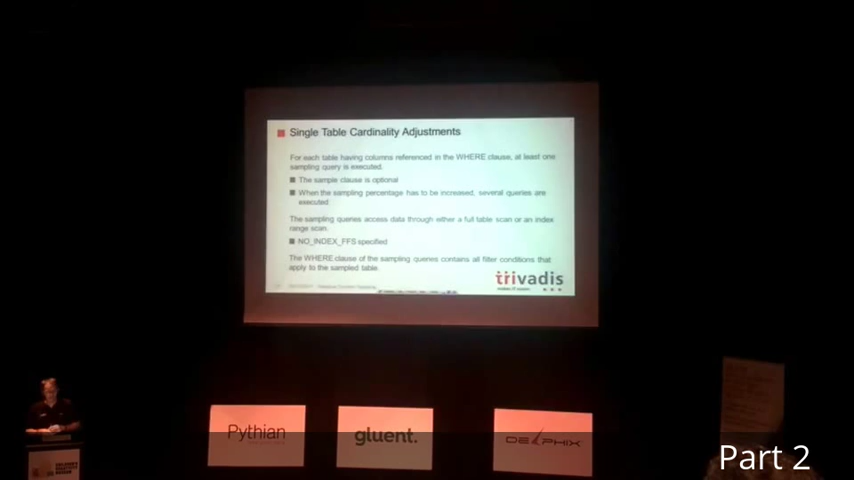 Single Table Cardinality Adjustments
For each table having columns referenced in the WHERE clause, at least one
sampling query is executed.
The sample clause is optional
When the sampling percentage has to be increased, several queries are
executed
The sampling queries access data through either a full table scan or an index
range scan.
NO_INDEX_FFS specified
The WHERE clause of the sampling queries contains all filter conditions that
apply to the sampled table.
trivadis
Pythian
gluent.
DELPHIX
Part 2